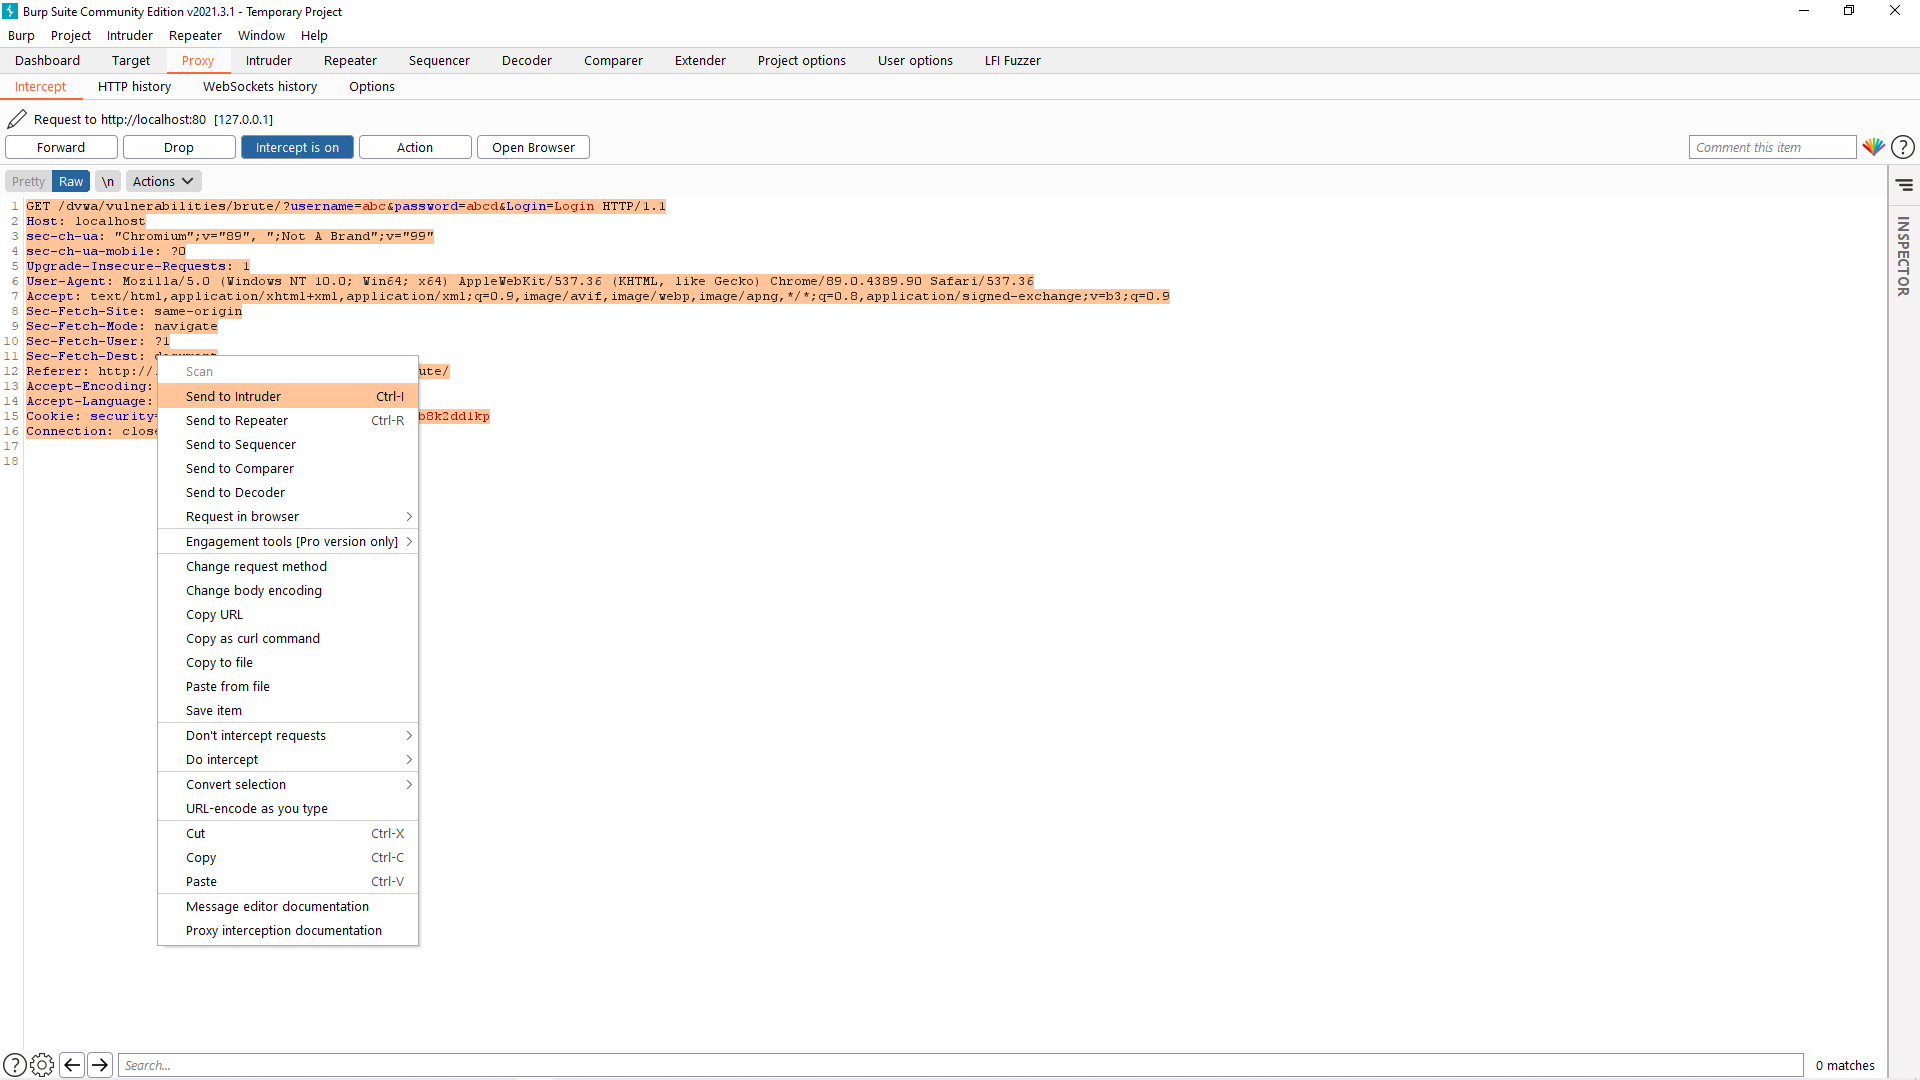 Burp Suite Community Edition v2021.3.1 - Temporary Project
Burp Project Intruder Repeater Window Help
Dashboard Target Proxy Intruder Repeater Sequencer Decoder Comparer Extender Project options User options LFI Fuzzer
Intercept HTTP history WebSockets history Options
Request to http://localhost:80 [127.0.0.1]
Forward Drop Intercept is on Action Open Browser Comment this item ?
Pretty Raw \n Actions
INSPECTOR
1 GET /dvwa/vulnerabilities/brute/?username=abc&password=abcd&Login=Login HTTP/1.1
2 Host: localhost
3 sec-ch-ua: "Chromium";v="89", ";Not A Brand";v="99"
4 sec-ch-ua-mobile: ?0
5 Upgrade-Insecure-Requests: 1
6 User-Agent: Mozilla/5.0 (Windows NT 10.0; Win64; x64) AppleWebKit/537.36 (KHTML, like Gecko) Chrome/89.0.4389.90 Safari/537.36
7 Accept: text/html,application/xhtml+xml,application/xml;q=0.9,image/avif,image/webp,image/apng,*/*;q=0.8,application/signed-exchange;v=b3;q=0.9
8 Sec-Fetch-Site: same-origin
9 Sec-Fetch-Mode: navigate
10 Sec-Fetch-User: ?1
11 Sec-Fetch-Dest:
12 Referer: http:// ute/
13 Accept-Encoding:
14 Accept-Language:
15 Cookie: security= b8k2dd1kp
16 Connection: close
17
18
Scan
Send to Intruder Ctrl-I
Send to Repeater Ctrl-R
Send to Sequencer
Send to Comparer
Send to Decoder
Request in browser
Engagement tools [Pro version only]
Change request method
Change body encoding
Copy URL
Copy as curl command
Copy to file
Paste from file
Save item
Don't intercept requests
Do intercept
Convert selection
URL-encode as you type
Cut Ctrl-X
Copy Ctrl-C
Paste Ctrl-V
Message editor documentation
Proxy interception documentation
? Search... 0 matches